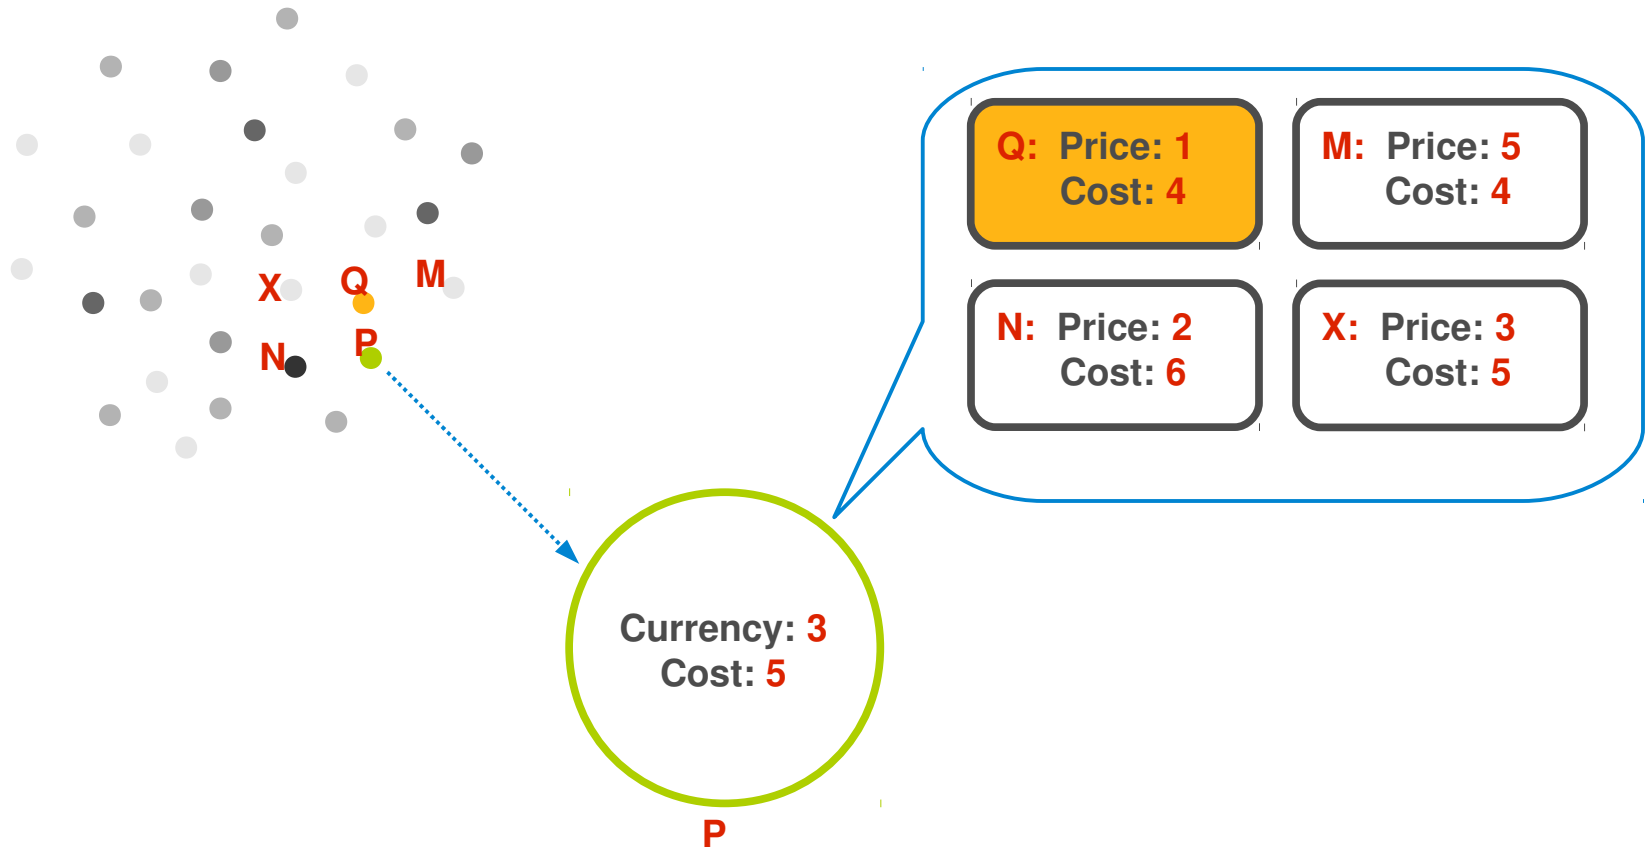 X
Q
M
N
P
Q: Price: 1
Cost: 4
M: Price: 5
Cost: 4
N: Price: 2
Cost: 6
X: Price: 3
Cost: 5
Currency: 3
Cost: 5
P